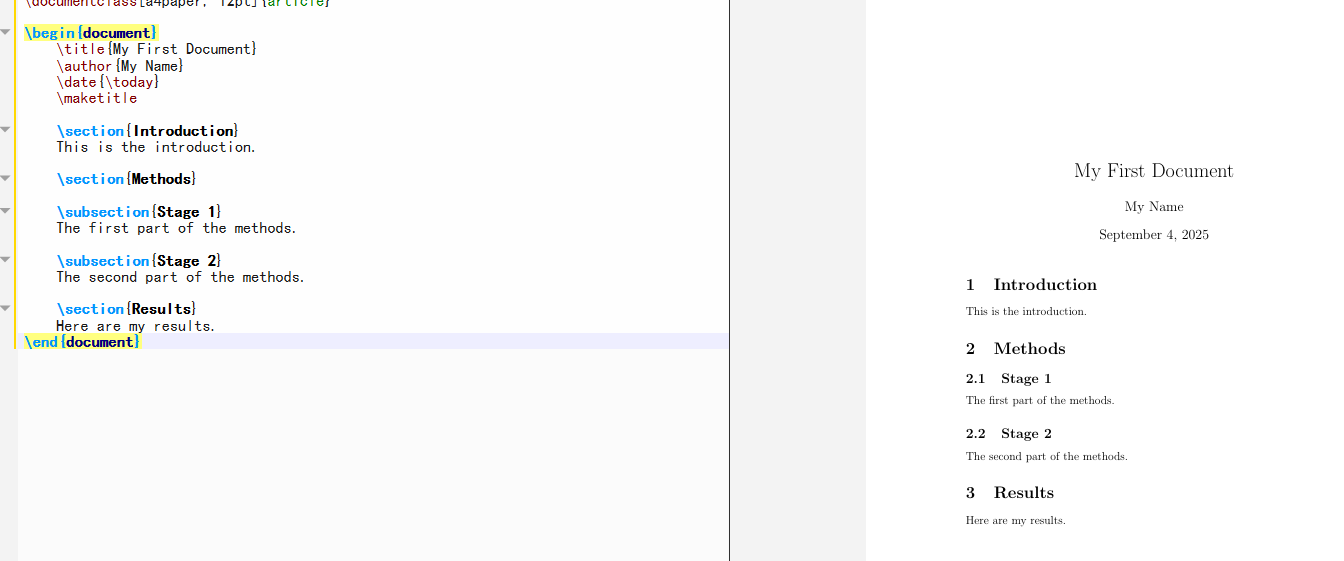 \documentclass[a4paper, 12pt]{article}
\begin{document}
\title{My First Document}
\author{My Name}
\date{\today}
\maketitle
\section{Introduction}
This is the introduction.
\section{Methods}
\subsection{Stage 1}
The first part of the methods.
\subsection{Stage 2}
The second part of the methods.
\section{Results}
Here are my results.
\end{document}
My First Document
My Name
September 4, 2025
1 Introduction
This is the introduction.
2 Methods
2.1 Stage 1
The first part of the methods.
2.2 Stage 2
The second part of the methods.
3 Results
Here are my results.